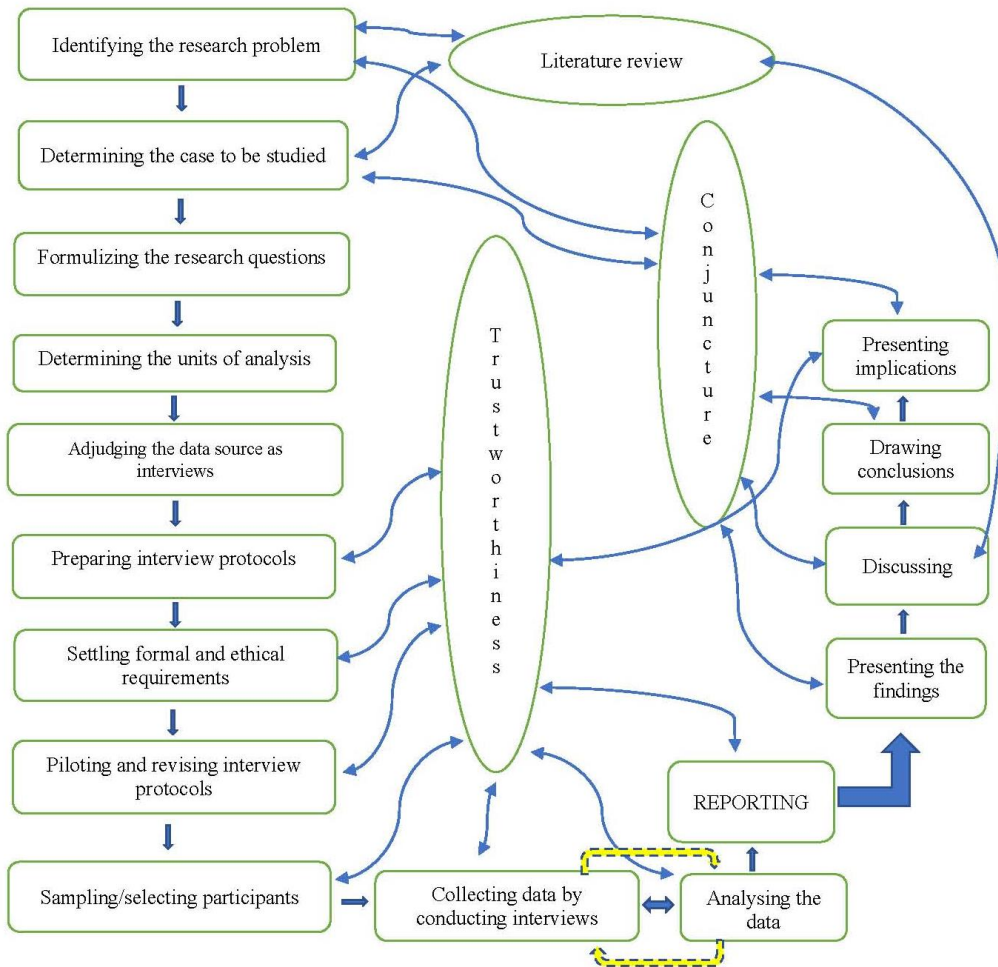 Identifying the research problem
Literature review
Determining the case to be studied
Conjuncture
Formulizing the research questions
Trustworthiness
Determining the units of analysis
Presenting
implications
Adjudging the data source as
interviews
Drawing
conclusions
Preparing interview protocols
Discussing
Settling formal and ethical
requirements
Presenting the
findings
Piloting and revising interview
protocols
REPORTING
Sampling/selecting participants
Collecting data by
conducting interviews
Analysing the
data